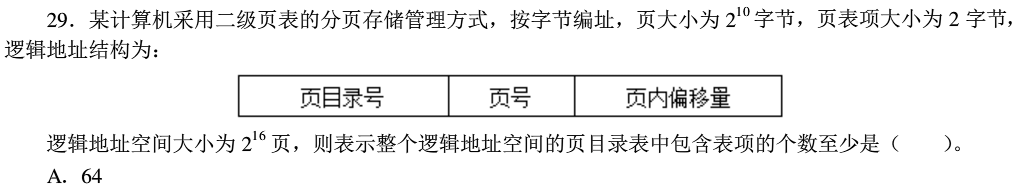 29．某计算机采用二级页表的分页存储管理方式，按字节编址，页大小为 2¹⁰ 字节，页表项大小为 2 字节，
逻辑地址结构为：
页目录号 页号 页内偏移量
逻辑地址空间大小为 2¹⁶ 页，则表示整个逻辑地址空间的页目录表中包含表项的个数至少是（ ）。
A．64